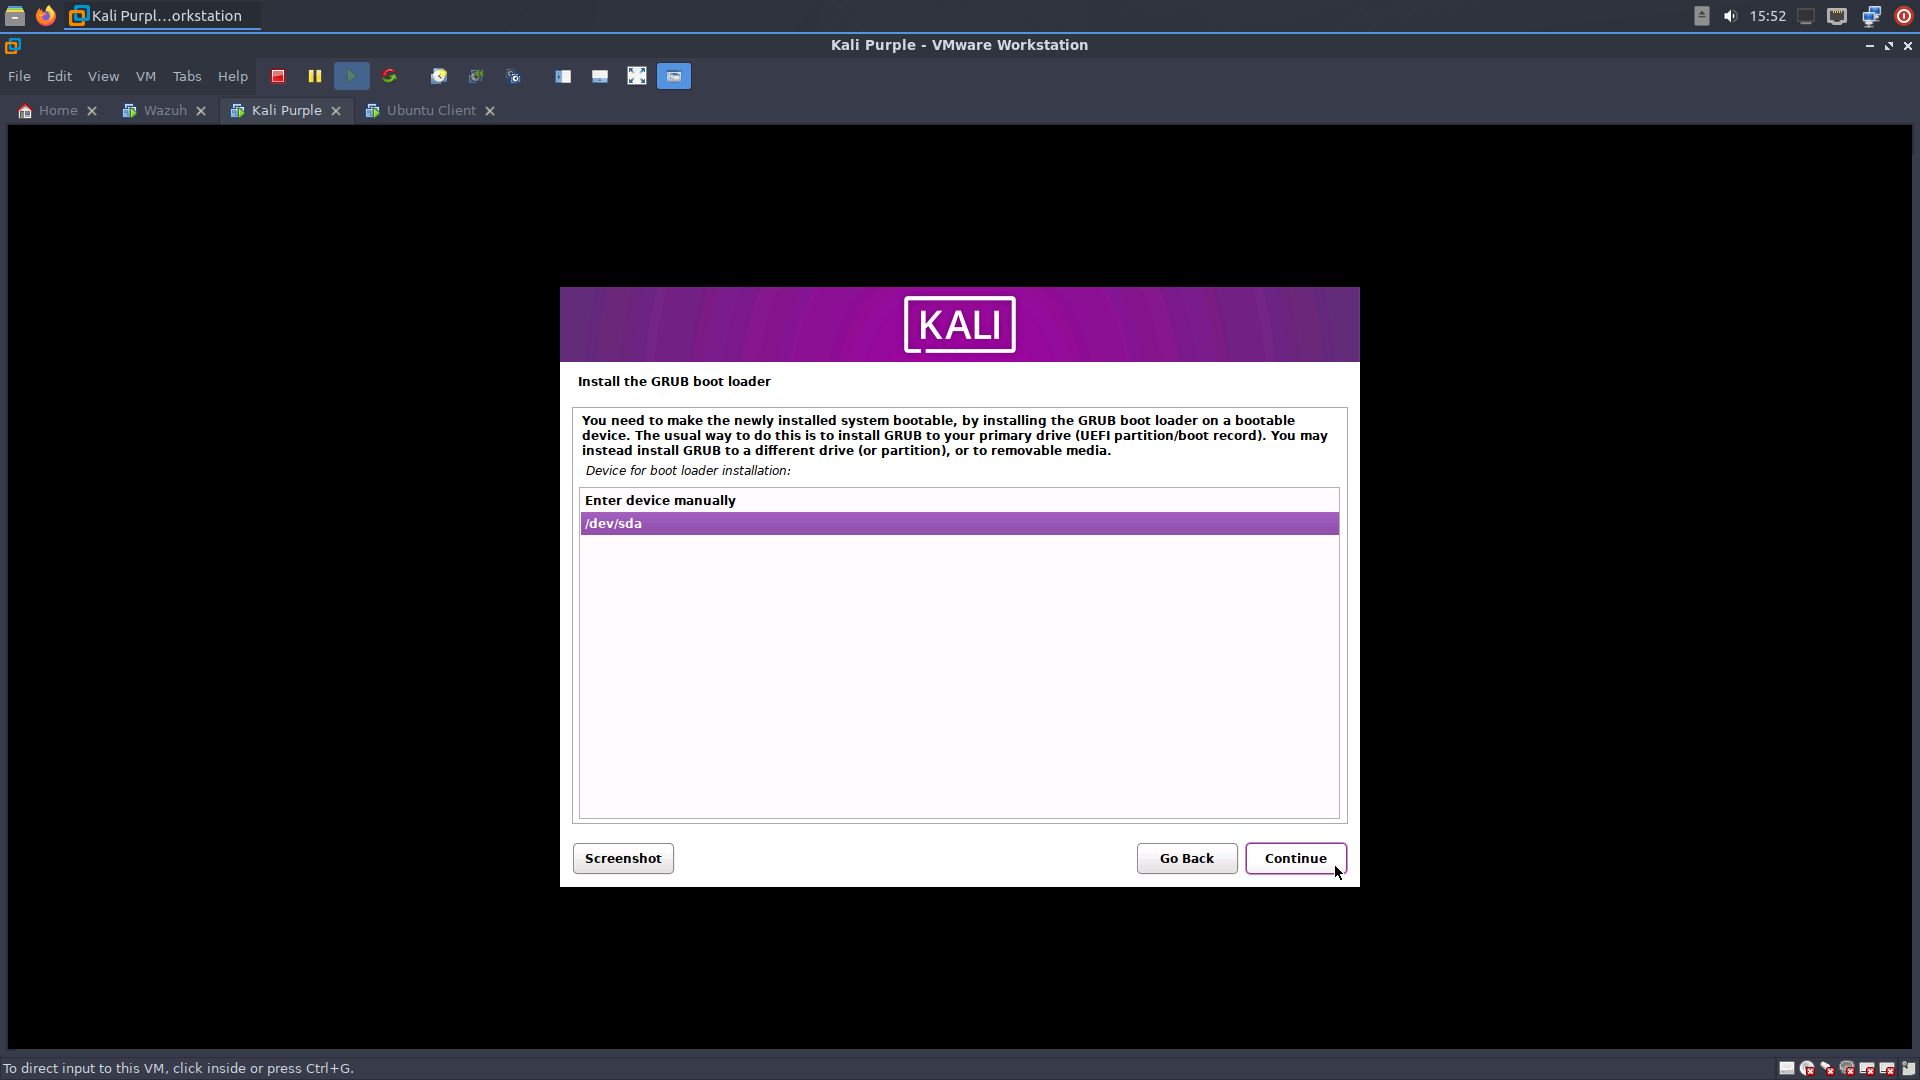 Kali Purpl...orkstation
15:52
Kali Purple - VMware Workstation
File Edit View VM Tabs Help
Home Wazuh Kali Purple Ubuntu Client
KALI
Install the GRUB boot loader
You need to make the newly installed system bootable, by installing the GRUB boot loader on a bootable
device. The usual way to do this is to install GRUB to your primary drive (UEFI partition/boot record). You may
instead install GRUB to a different drive (or partition), or to removable media.
Device for boot loader installation:
Enter device manually
/dev/sda
Screenshot Go Back Continue
To direct input to this VM, click inside or press Ctrl+G.